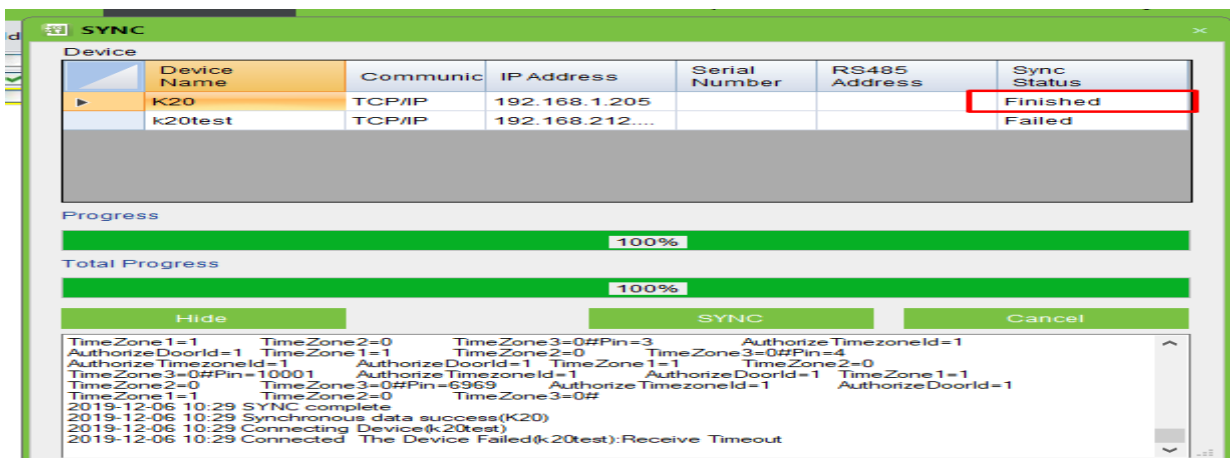 SYNC
Device
Device Name Communic IP Address Serial Number RS485 Address Sync Status
K20 TCP/IP 192.168.1.205 Finished
k20test TCP/IP 192.168.212.... Failed
Progress
100%
Total Progress
100%
Hide SYNC Cancel
TimeZone1=1 TimeZone2=0 TimeZone3=0#Pin=3 AuthorizeTimezoneId=1
AuthorizeDoorId=1 TimeZone1=1 TimeZone2=0 TimeZone3=0#Pin=4
AuthorizeTimezoneId=1 AuthorizeDoorId=1 TimeZone1=1 TimeZone2=0
TimeZone3=0#Pin=10001 AuthorizeTimezoneId=1 AuthorizeDoorId=1 TimeZone1=1
TimeZone2=0 TimeZone3=0#Pin=6969 AuthorizeTimezoneId=1 AuthorizeDoorId=1
TimeZone1=1 TimeZone2=0 TimeZone3=0#
2019-12-06 10:29 SYNC complete
2019-12-06 10:29 Synchronous data success(K20)
2019-12-06 10:29 Connecting Device(k20test)
2019-12-06 10:29 Connected The Device Failed(k20test):Receive Timeout